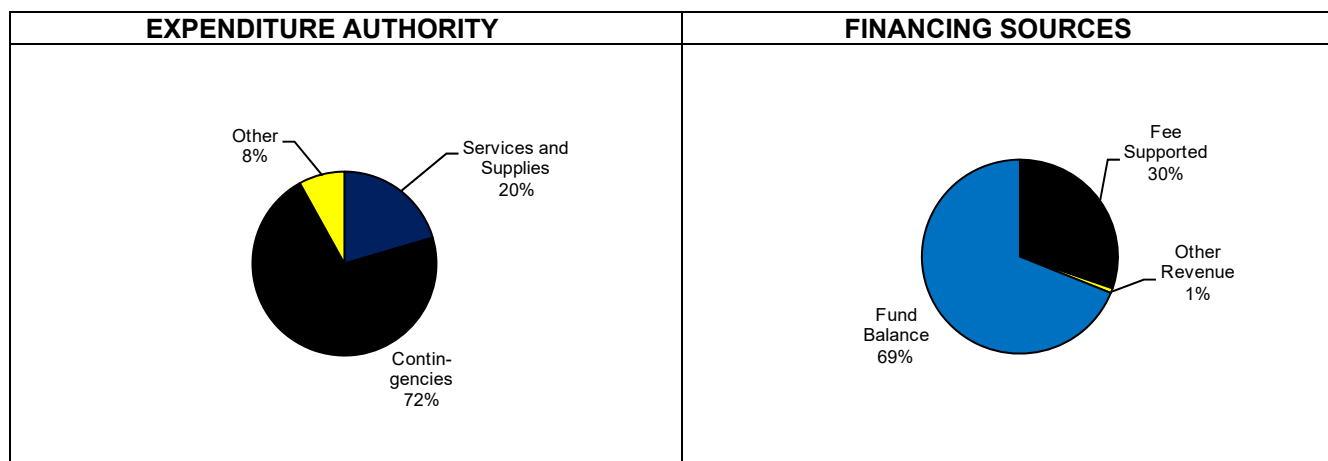 EXPENDITURE AUTHORITY
Other
8%
Services and
Supplies
20%
Contin-
gencies
72%
FINANCING SOURCES
Fee
Supported
30%
Other
Revenue
1%
Fund
Balance
69%